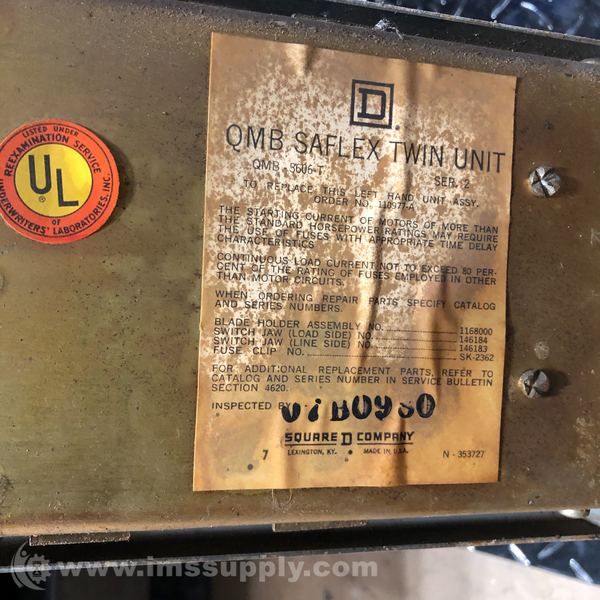 LISTED UNDER
REEXAMINATION SERVICE
UL
®
OF
UNDERWRITERS' LABORATORIES, INC.
D
QMB SAFLEX TWIN UNIT
QMB 3606-T SER. 2
TO REPLACE THIS LEFT HAND UNIT ASSY.
ORDER NO. 110977-4
THE STARTING CURRENT OF MOTORS OF MORE THAN
THE STANDARD HORSEPOWER RATINGS MAY REQUIRE
THE USE OF FUSES WITH APPROPRIATE TIME DELAY
CHARACTERISTICS
CONTINUOUS LOAD CURRENT NOT TO EXCEED 80 PER-
CENT OF THE RATING OF FUSES EMPLOYED IN OTHER
THAN MOTOR CIRCUITS.
WHEN ORDERING REPAIR PARTS SPECIFY CATALOG
AND SERIES NUMBERS.
BLADE HOLDER ASSEMBLY NO. 1168000
SWITCH JAW (LOAD SIDE) NO. 146184
SWITCH JAW (LINE SIDE) NO. 146183
FUSE CLIP NO. SK-2362
FOR ADDITIONAL REPLACEMENT PARTS, REFER TO
CATALOG AND SERIES NUMBER IN SERVICE BULLETIN
SECTION 4620.
INSPECTED BY 07B0930
SQUARE D COMPANY
7 LEXINGTON, KY. MADE IN U.S.A. N-353727
www.imssupply.com